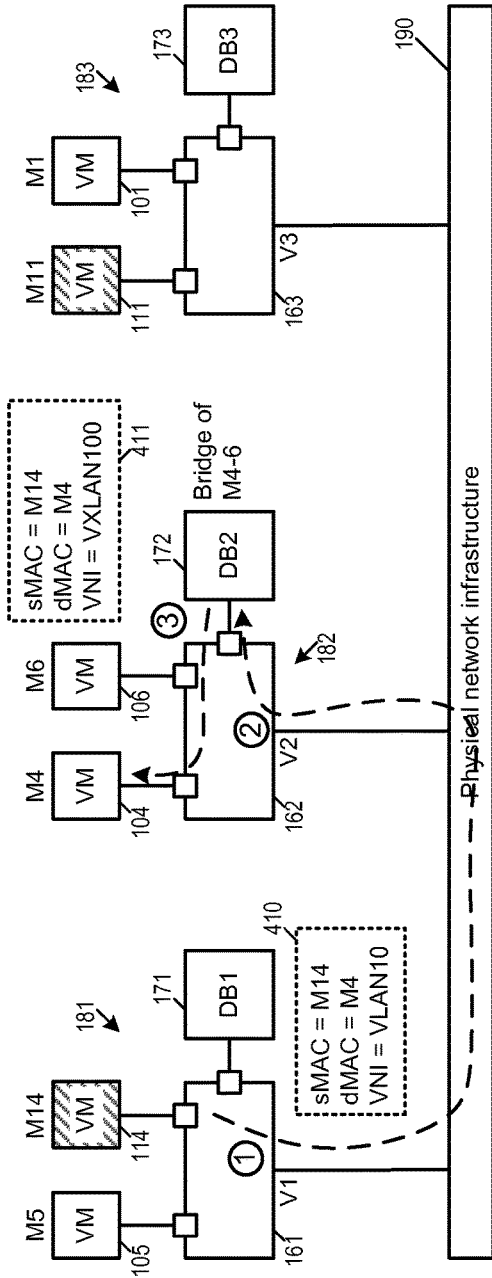 M5
VM
105
M14
VM
114
181
171
DB1
161
V1
1
410
sMAC = M14
dMAC = M4
VNI = VLAN10
M4
VM
104
M6
VM
106
411
sMAC = M14
dMAC = M4
VNI = VXLAN100
3
172
DB2
Bridge of
M4-6
162
V2
2
182
M11
VM
111
M1
VM
101
183
173
DB3
163
V3
190
Physical network infrastructure